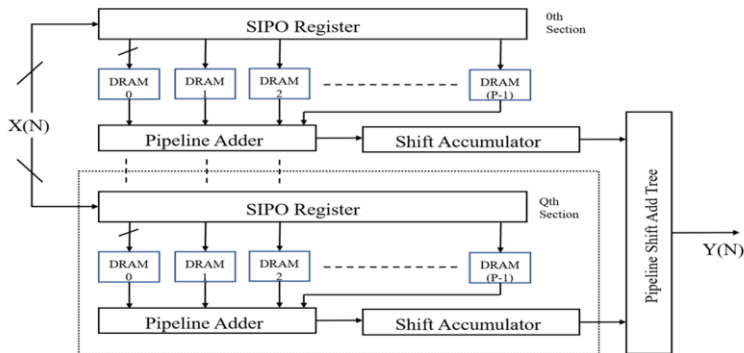 SIPO Register
0th
Section
DRAM
0
DRAM
1
DRAM
2
DRAM
(P-1)
X(N)
Pipeline Adder
Shift Accumulator
SIPO Register
Qth
Section
DRAM
0
DRAM
1
DRAM
2
DRAM
(P-1)
Pipeline Adder
Shift Accumulator
Pipeline Shift Add Tree
Y(N)